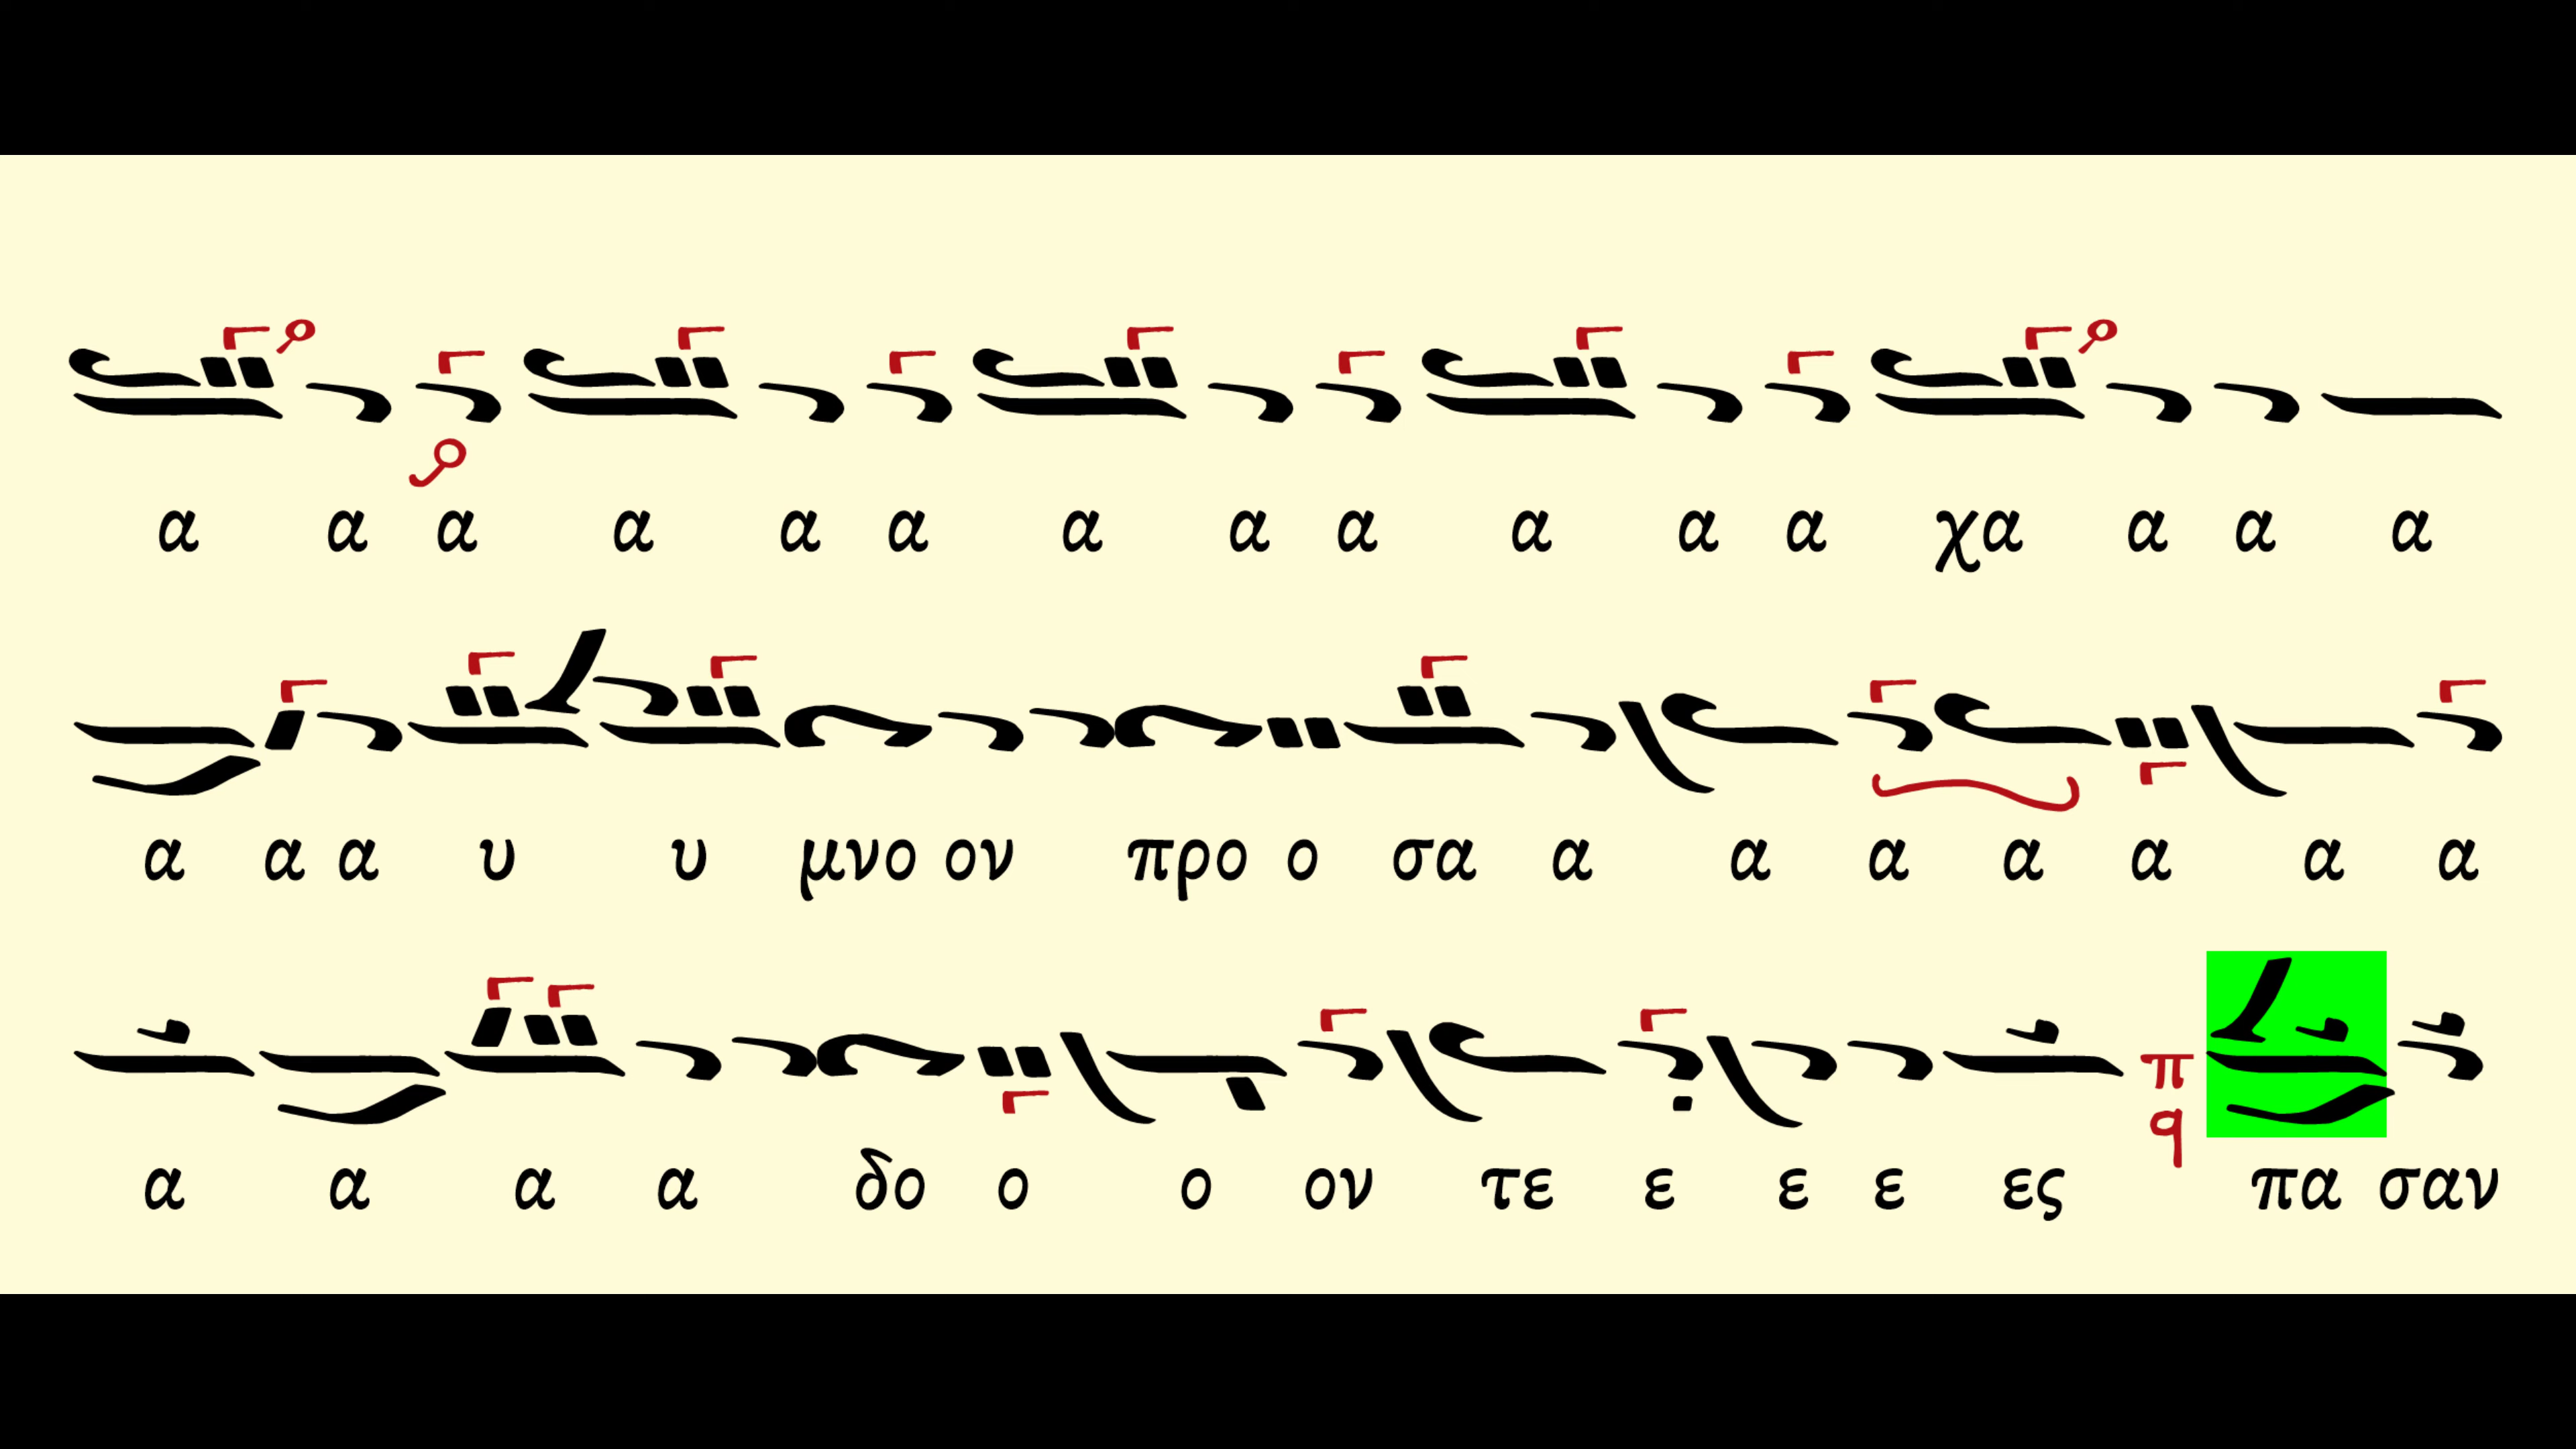 α α α α α α α α α α α α χα α α α
α α α υ υ μνο ον προ ο σα α α α α α α α
α α α α δο ο ο ον τε ε ε ε ες π q πα σαν